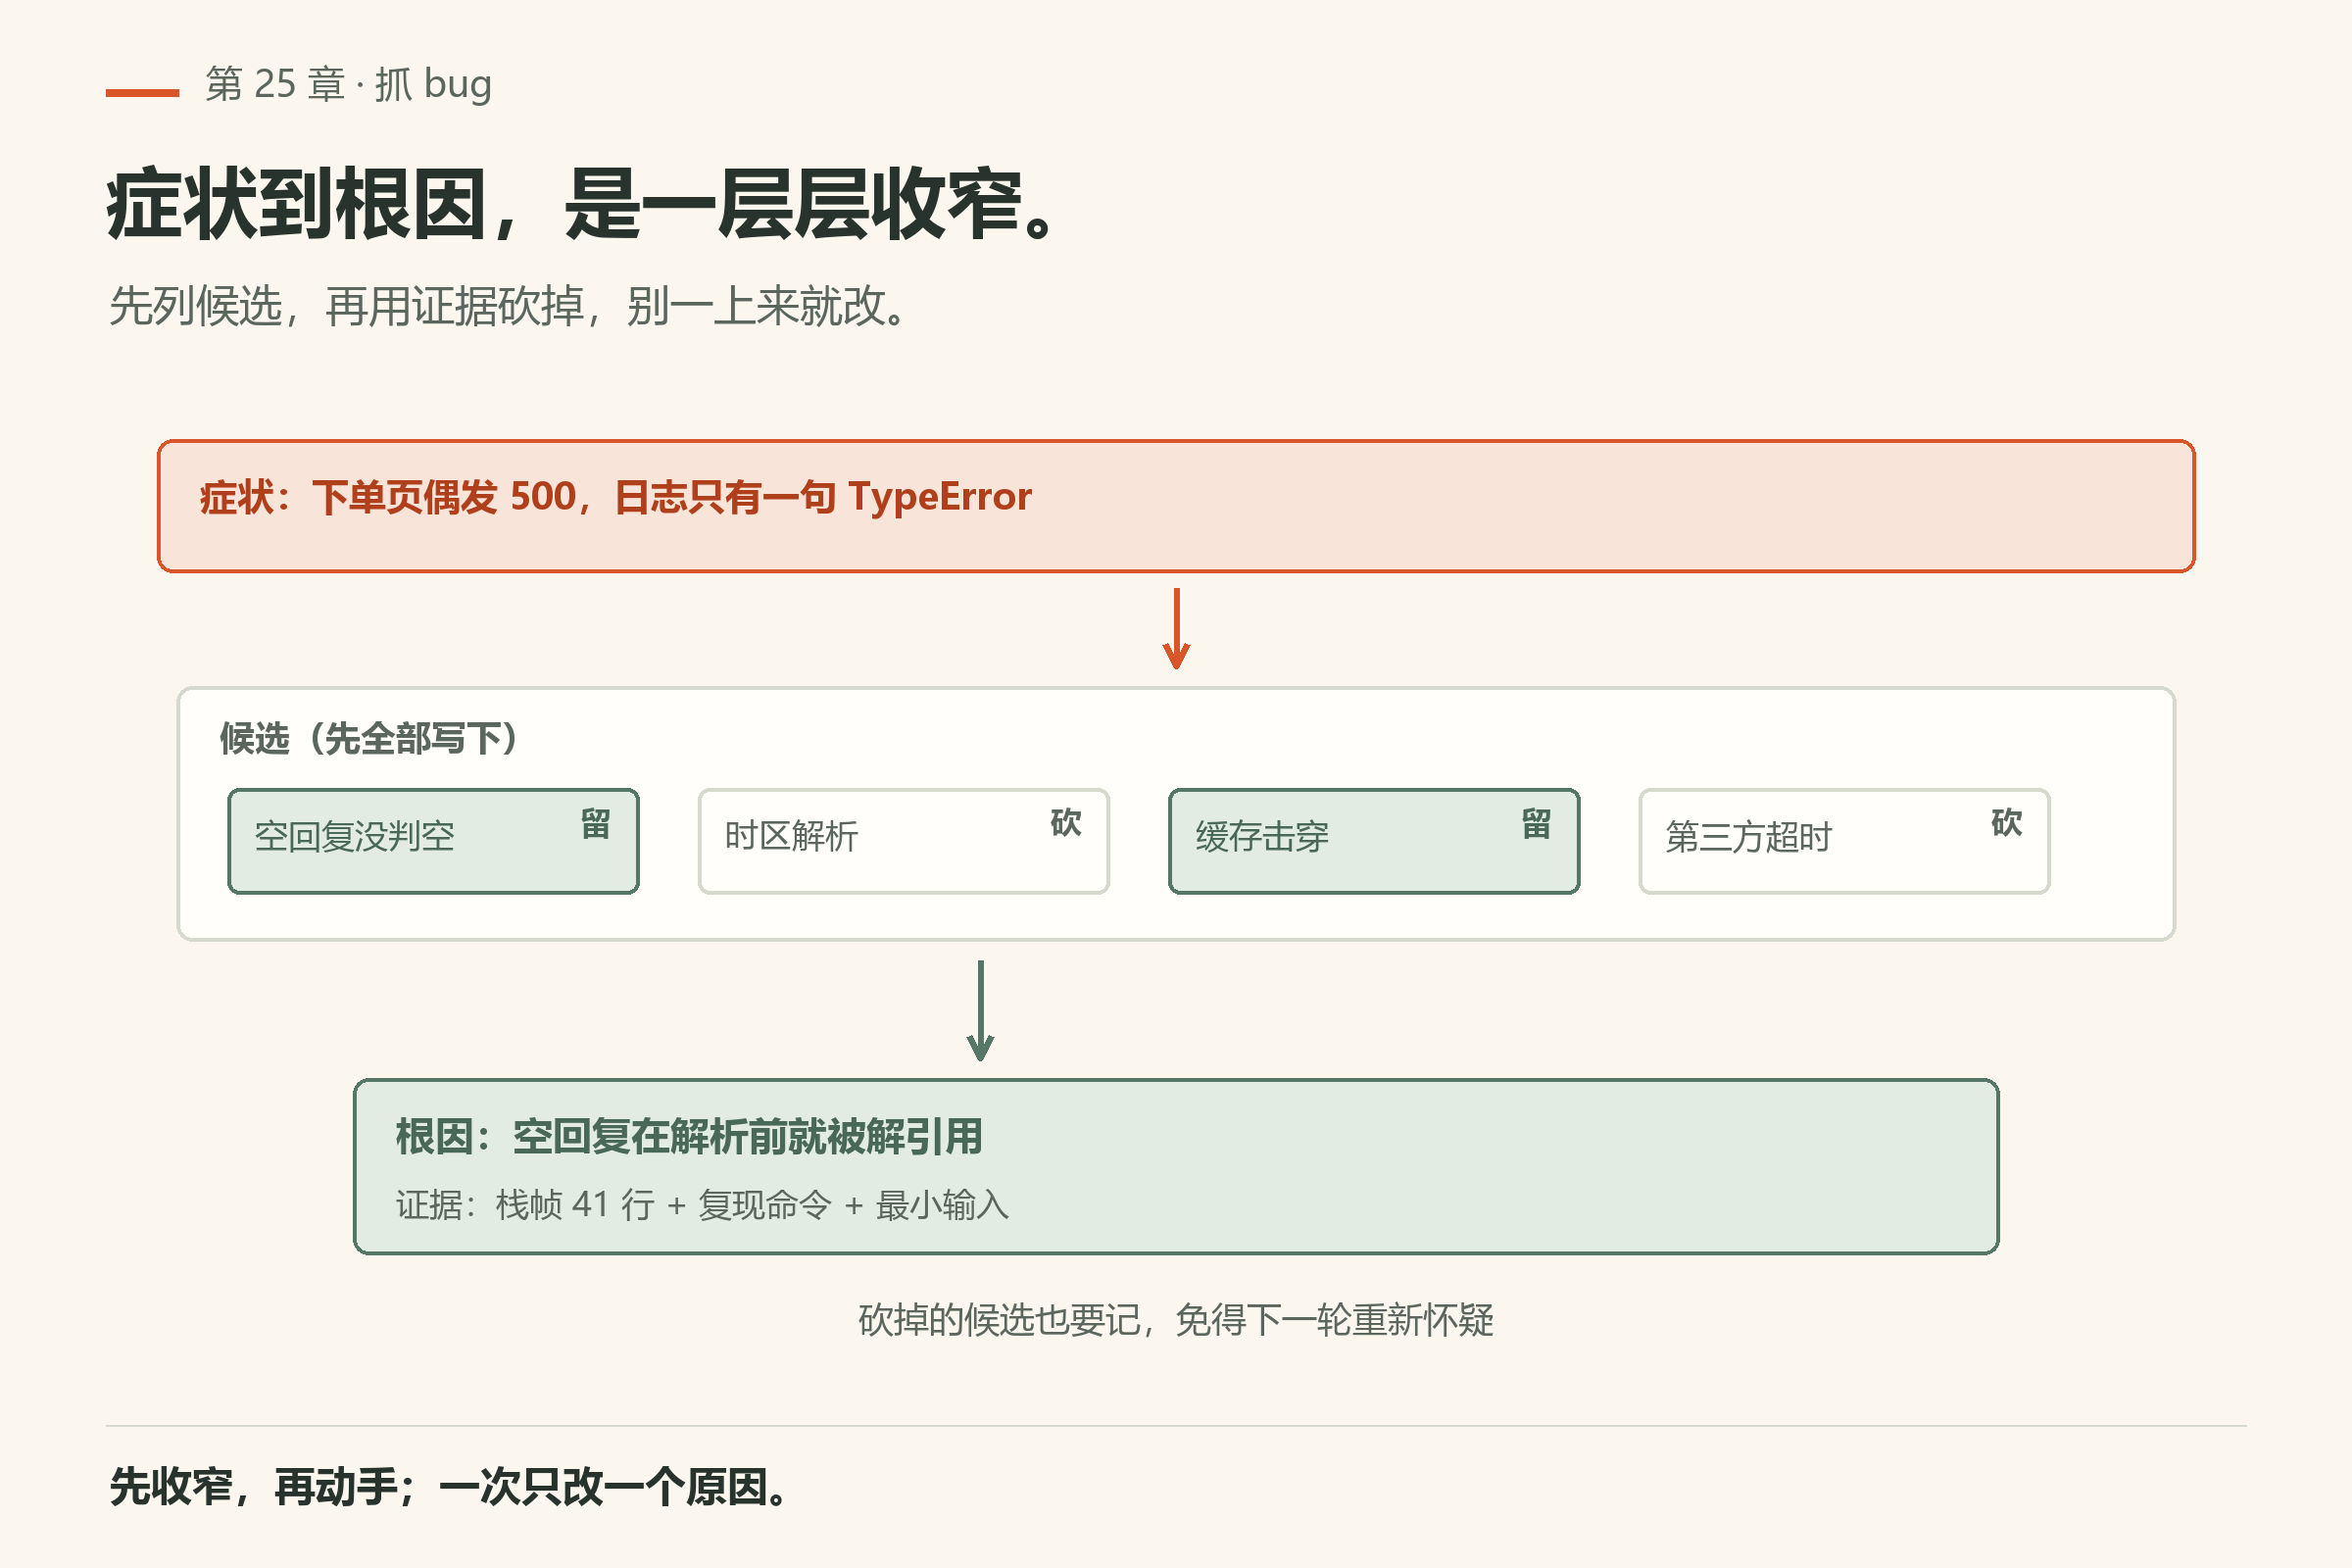 第 25 章 · 抓 bug
症状到根因，是一层层收窄。
先列候选，再用证据砍掉，别一上来就改。
症状：下单页偶发 500，日志只有一句 TypeError
候选（先全部写下）
空回复没判空 留
时区解析 砍
缓存击穿 留
第三方超时 砍
根因：空回复在解析前就被解引用
证据：栈帧 41 行 + 复现命令 + 最小输入
砍掉的候选也要记，免得下一轮重新怀疑
先收窄，再动手；一次只改一个原因。